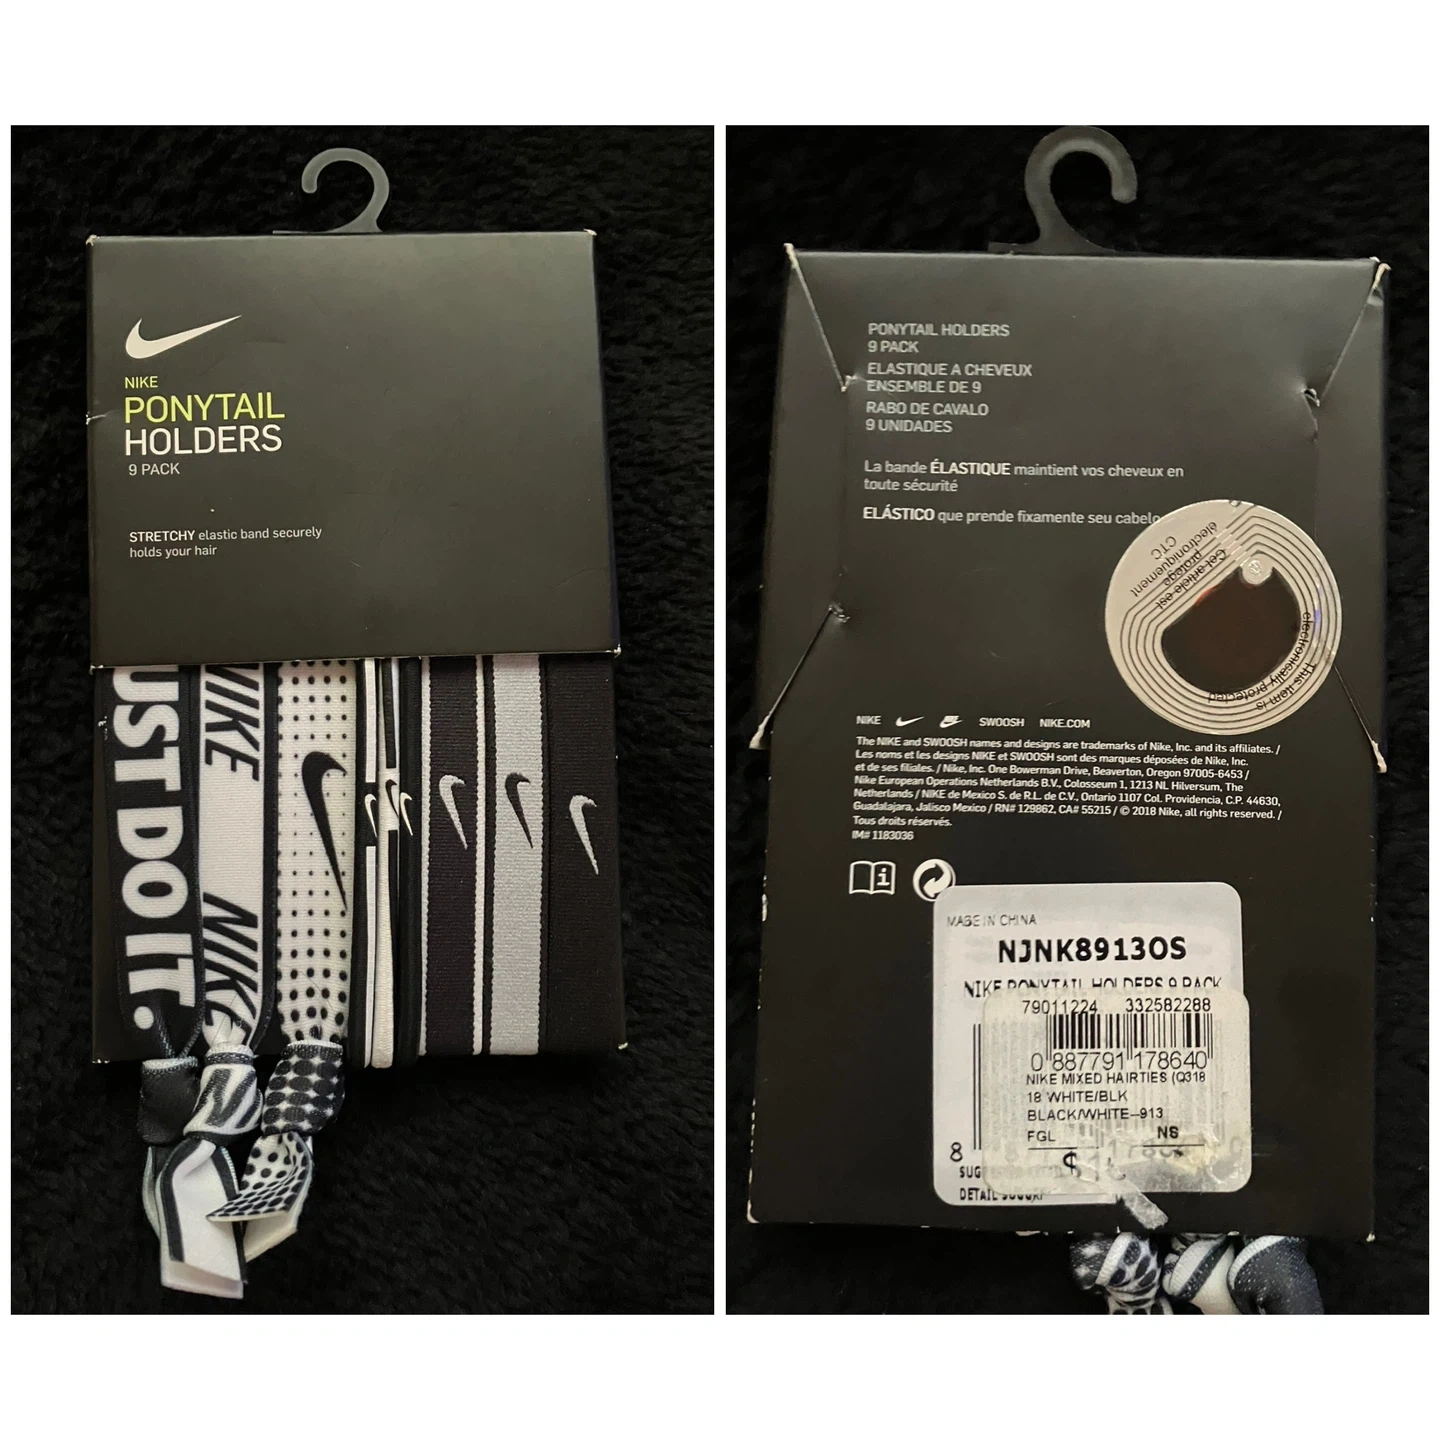 NIKE
PONYTAIL
HOLDERS
9 PACK
STRETCHY elastic band securely
holds your hair
JUST DO IT.
NIKE
NIKE
PONYTAIL HOLDERS
9 PACK
ELASTIQUE A CHEVEUX
ENSEMBLE DE 9
RABO DE CAVALO
9 UNIDADES
La bande ÉLASTIQUE maintient vos cheveux en
toute sécurité
ELÁSTICO que prende fixamente seu cabelo
Cet article est
protégé
électroniquement
CTC
This item is
electronically protected
NIKE SWOOSH NIKE.COM
The NIKE and SWOOSH names and designs are trademarks of Nike, Inc. and its affiliates. /
Les noms et les designs NIKE et SWOOSH sont des marques déposées de Nike, Inc.
et de ses filiales. / Nike, Inc. One Bowerman Drive, Beaverton, Oregon 97005-6453 /
Nike European Operations Netherlands B.V., Colosseum 1, 1213 NL Hilversum, The
Netherlands / NIKE de Mexico S. de R.L. de C.V., Ontario 1107 Col. Providencia, C.P. 44630,
Guadalajara, Jalisco Mexico / RN# 129862, CA# 55215 / © 2018 Nike, all rights reserved. /
Tous droits réservés.
IM# 1183036
MADE IN CHINA
NJNK8913OS
NIKE PONYTAIL HOLDERS 9 PACK
79011224 332582288
0 887791 178640
NIKE MIXED HAIRTIES (Q318
18 WHITE/BLK
BLACK/WHITE--913
FGL NS
8